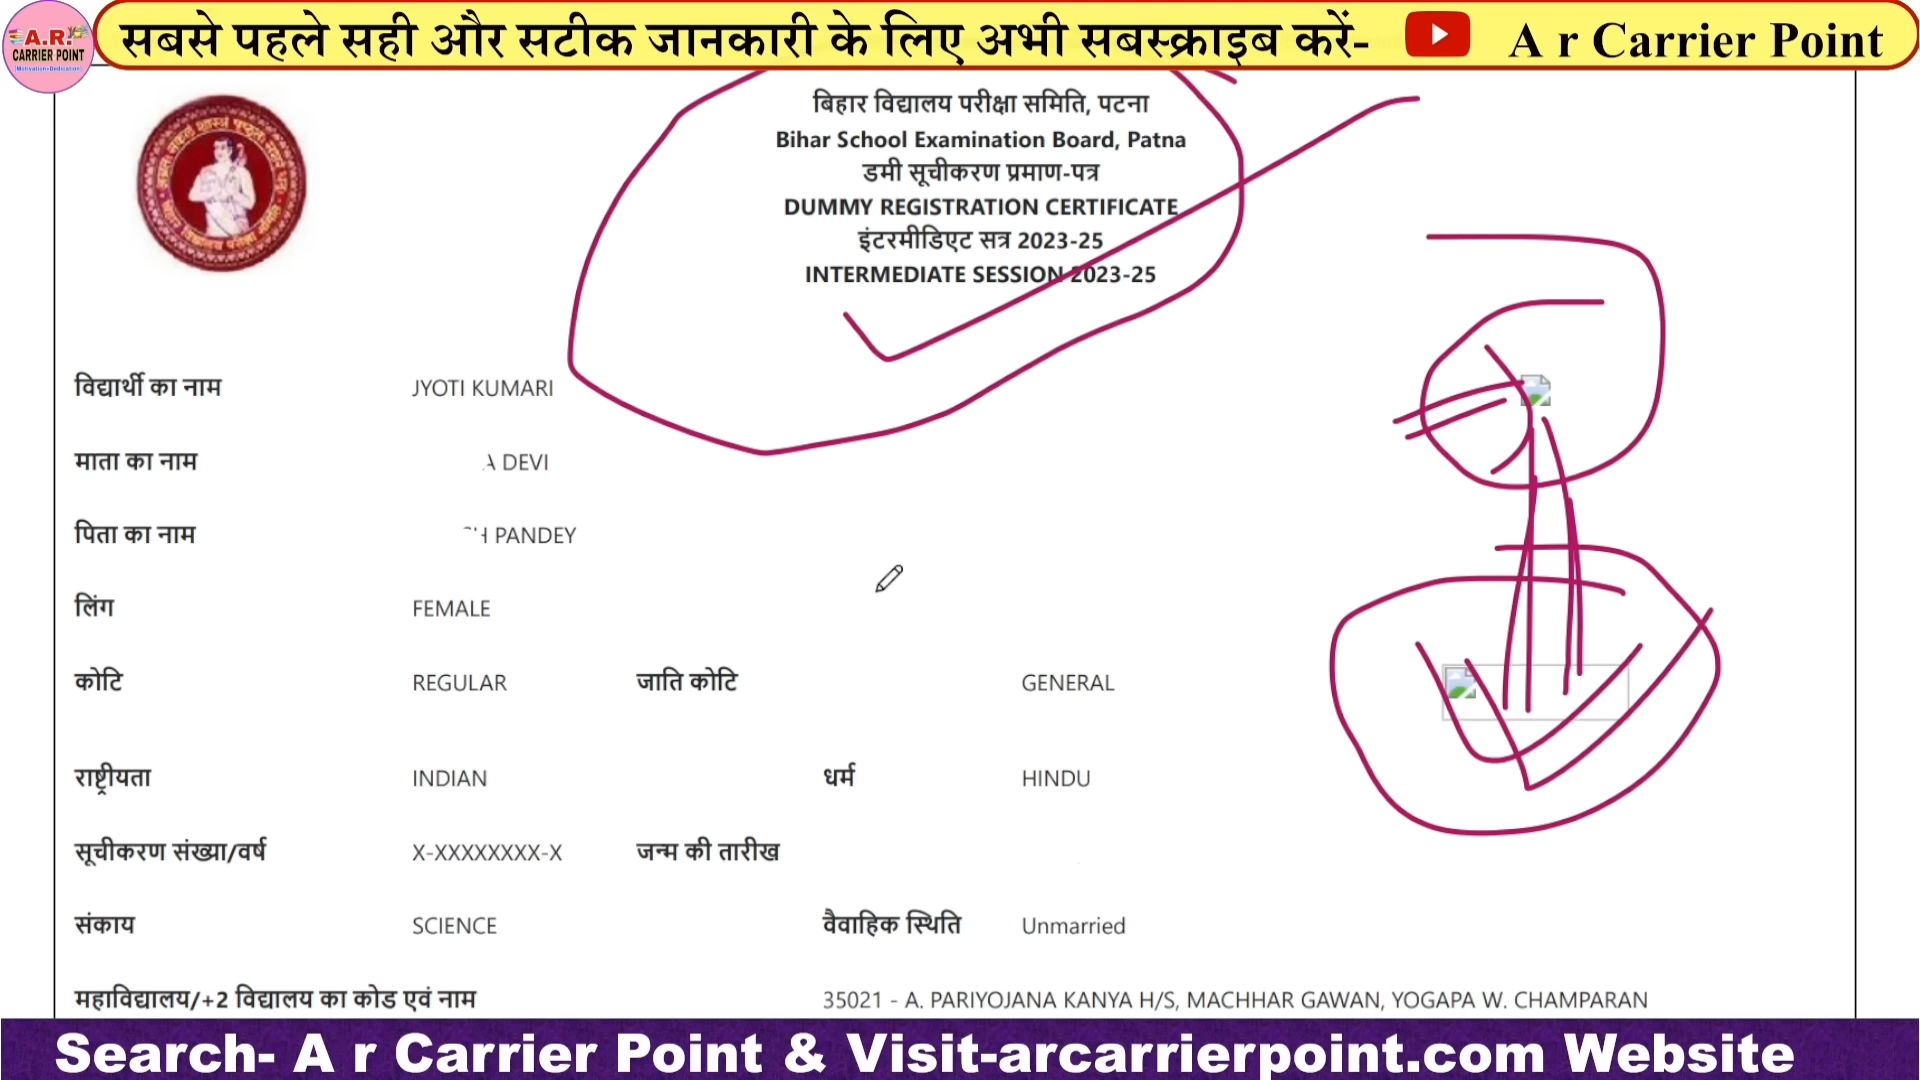 सबसे पहले सही और सटीक जानकारी के लिए अभी सबस्क्राइब करें- A r Carrier Point
A.R.
CARRIER POINT
बिहार विद्यालय परीक्षा समिति, पटना
Bihar School Examination Board, Patna
डमी सूचीकरण प्रमाण-पत्र
DUMMY REGISTRATION CERTIFICATE
इंटरमीडिएट सत्र 2023-25
INTERMEDIATE SESSION 2023-25
विद्यार्थी का नाम JYOTI KUMARI
माता का नाम DEVI
पिता का नाम PANDEY
लिंग FEMALE
कोटि REGULAR जाति कोटि GENERAL
राष्ट्रीयता INDIAN धर्म HINDU
सूचीकरण संख्या/वर्ष X-XXXXXXXX-X जन्म की तारीख
संकाय SCIENCE वैवाहिक स्थिति Unmarried
महाविद्यालय/+2 विद्यालय का कोड एवं नाम 35021 - A. PARIYOJANA KANYA H/S, MACHHAR GAWAN, YOGAPA W. CHAMPARAN
Search- A r Carrier Point & Visit-arcarrierpoint.com Website